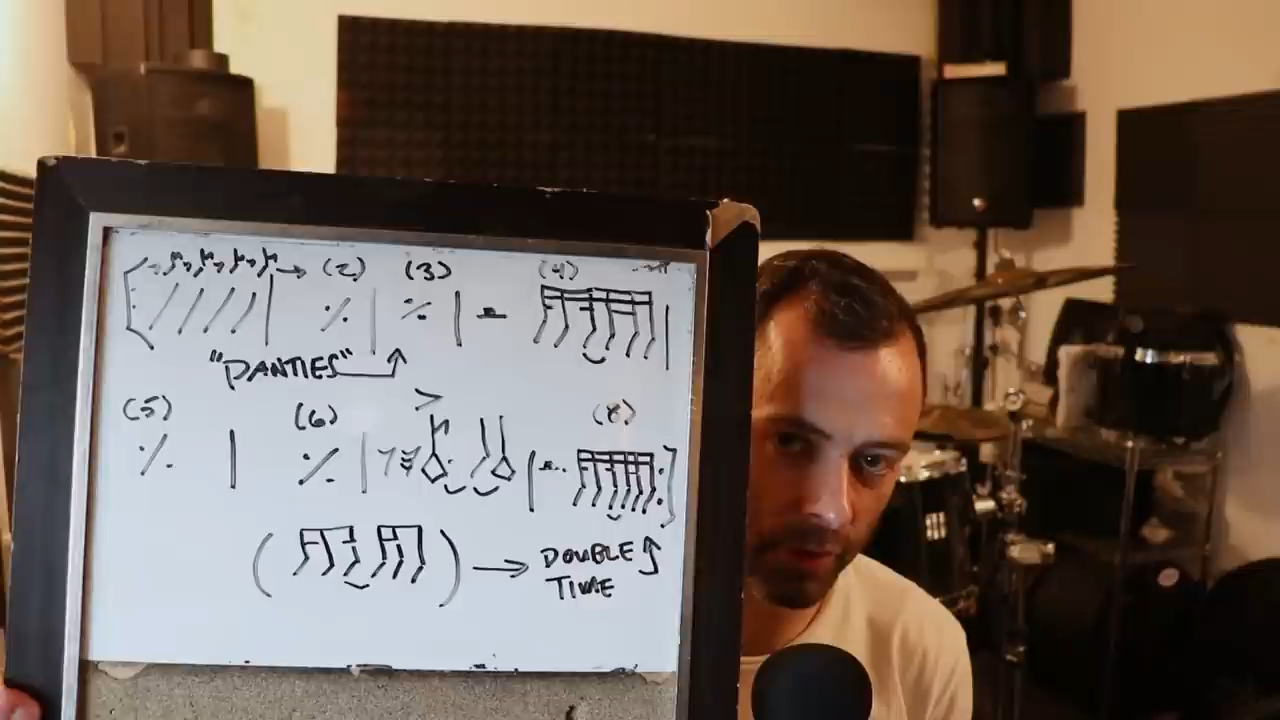 (2) (3) (4)
"PANTIES"
(5) (6) (8)
DOUBLE
TIME